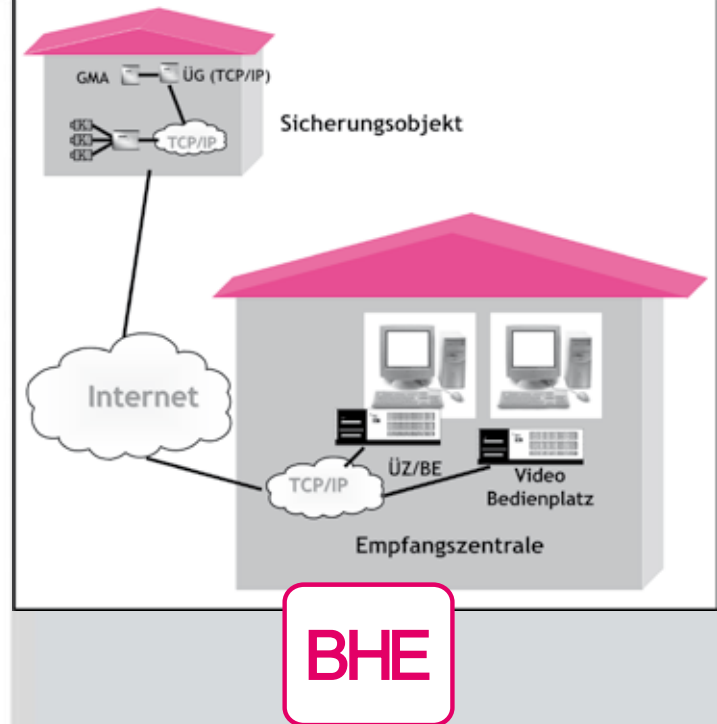 GMA
ÜG (TCP/IP)
K
K
K
TCP/IP
Sicherungsobjekt
Internet
TCP/IP
ÜZ/BE
Video
Bedienplatz
Empfangszentrale
BHE